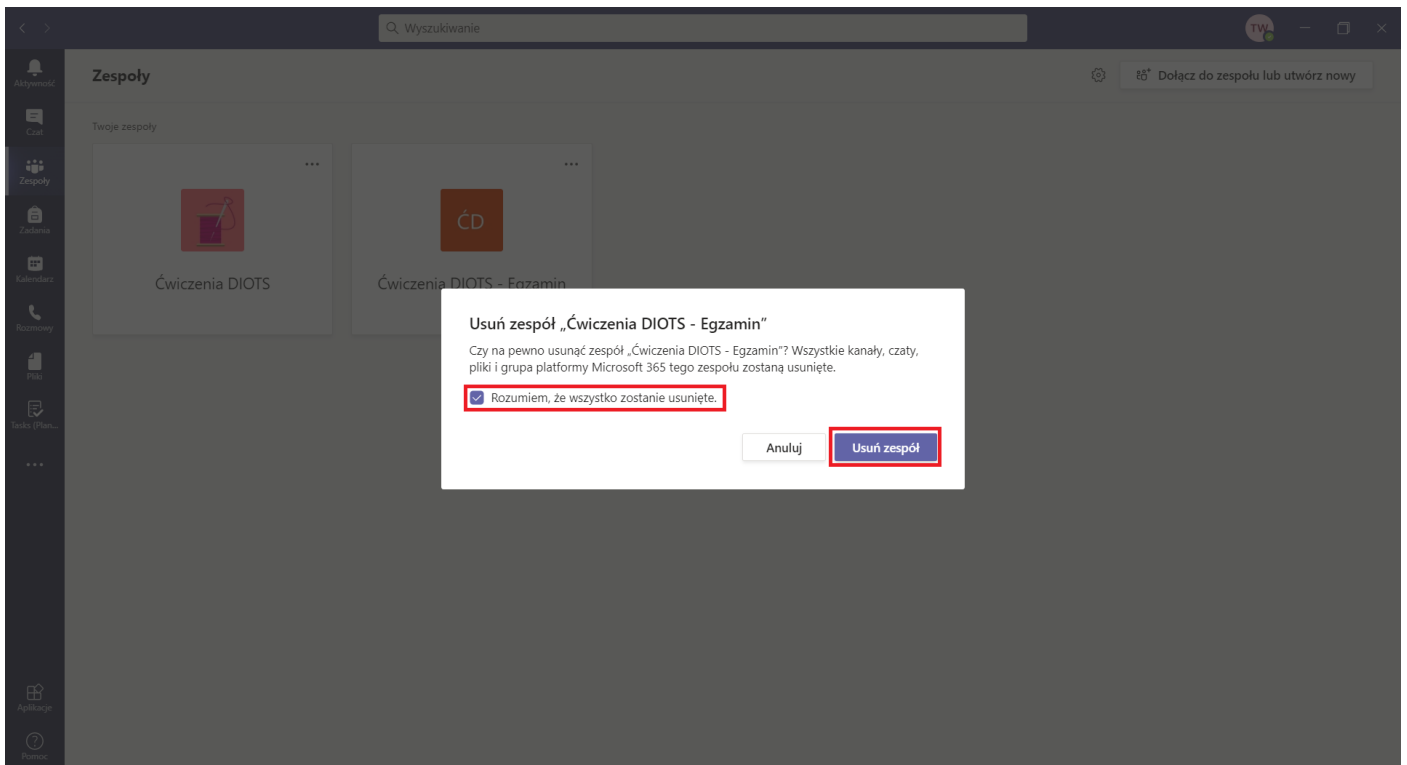 Wyszukiwanie
TW
Aktywność
Zespoły
Dołącz do zespołu lub utwórz nowy
Czat
Twoje zespoły
Zespoły
ĆD
Zadania
Kalendarz
Ćwiczenia DIOTS
Ćwiczenia DIOTS - Egzamin
Rozmowy
Usuń zespół „Ćwiczenia DIOTS - Egzamin”
Czy na pewno usunąć zespół „Ćwiczenia DIOTS - Egzamin”? Wszystkie kanały, czaty,
pliki i grupa platformy Microsoft 365 tego zespołu zostaną usunięte.
Pliki
Rozumiem, że wszystko zostanie usunięte.
Tasks (Plan...
Anuluj
Usuń zespół
Aplikacje
Pomoc